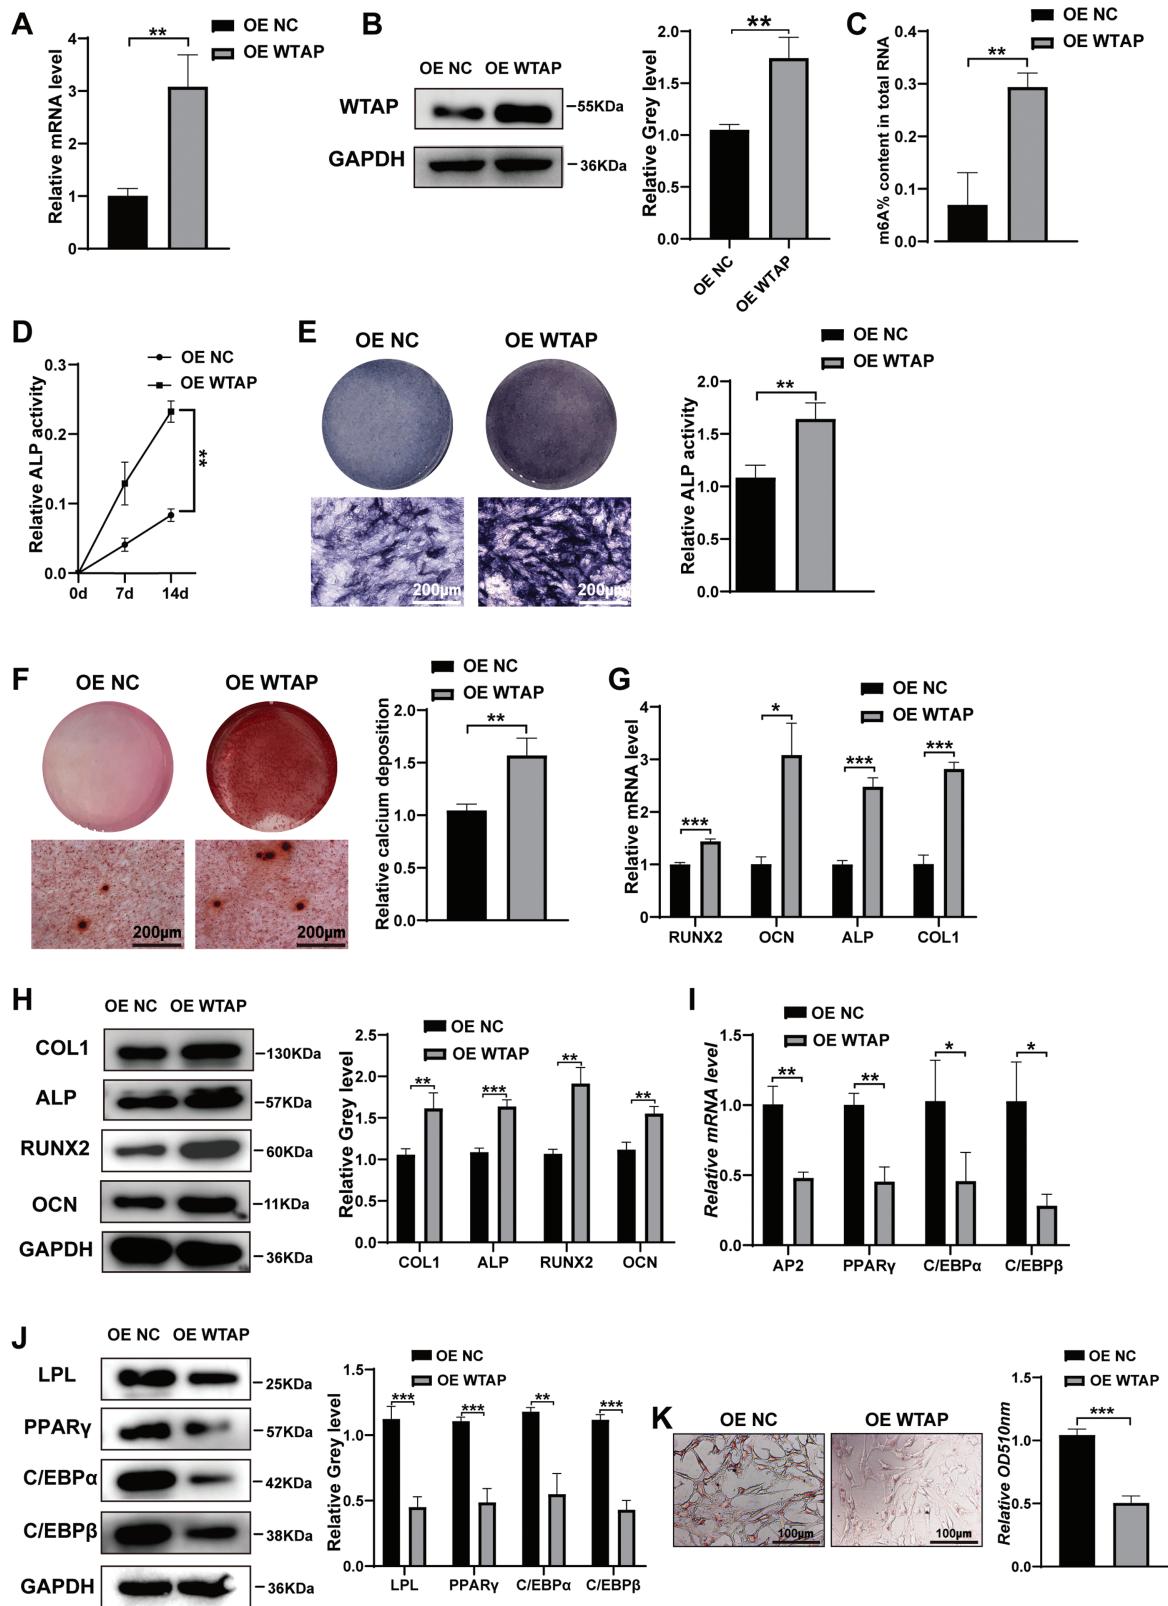 A
OE NC
OE WTAP
Relative mRNA level
**
4
3
2
1
0
B
OE NC OE WTAP
WTAP
GAPDH
55KDa
36KDa
Relative Grey level
**
2.0
1.5
1.0
0.5
0.0
OE NC
OE WTAP
C
OE NC
OE WTAP
m6A% content in total RNA
**
0.4
0.3
0.2
0.1
0.0
D
OE NC
OE WTAP
Relative ALP activity
0.3
0.2
0.1
0.0
**
0d 7d 14d
E
OE NC OE WTAP
200μm 200μm
OE NC
OE WTAP
Relative ALP activity
**
2.0
1.5
1.0
0.5
0.0
F
OE NC OE WTAP
200μm 200μm
OE NC
OE WTAP
Relative calcium deposition
**
2.0
1.5
1.0
0.5
0.0
G
OE NC
OE WTAP
Relative mRNA level
4
3
2
1
0
*** * *** ***
RUNX2 OCN ALP COL1
H
OE NC OE WTAP
COL1 130KDa
ALP 57KDa
RUNX2 60KDa
OCN 11KDa
GAPDH 36KDa
OE NC
OE WTAP
Relative Grey level
2.5
2.0
1.5
1.0
0.5
0.0
** *** ** **
COL1 ALP RUNX2 OCN
I
OE NC
OE WTAP
Relative mRNA level
1.5
1.0
0.5
0.0
** ** * *
AP2 PPARγ C/EBPα C/EBPβ
J
OE NC OE WTAP
LPL 25KDa
PPARγ 57KDa
C/EBPα 42KDa
C/EBPβ 38KDa
GAPDH 36KDa
OE NC
OE WTAP
Relative Grey level
1.5
1.0
0.5
0.0
*** *** ** ***
LPL PPARγ C/EBPα C/EBPβ
K
OE NC OE WTAP
100μm 100μm
OE NC
OE WTAP
Relative OD510nm
***
1.5
1.0
0.5
0.0